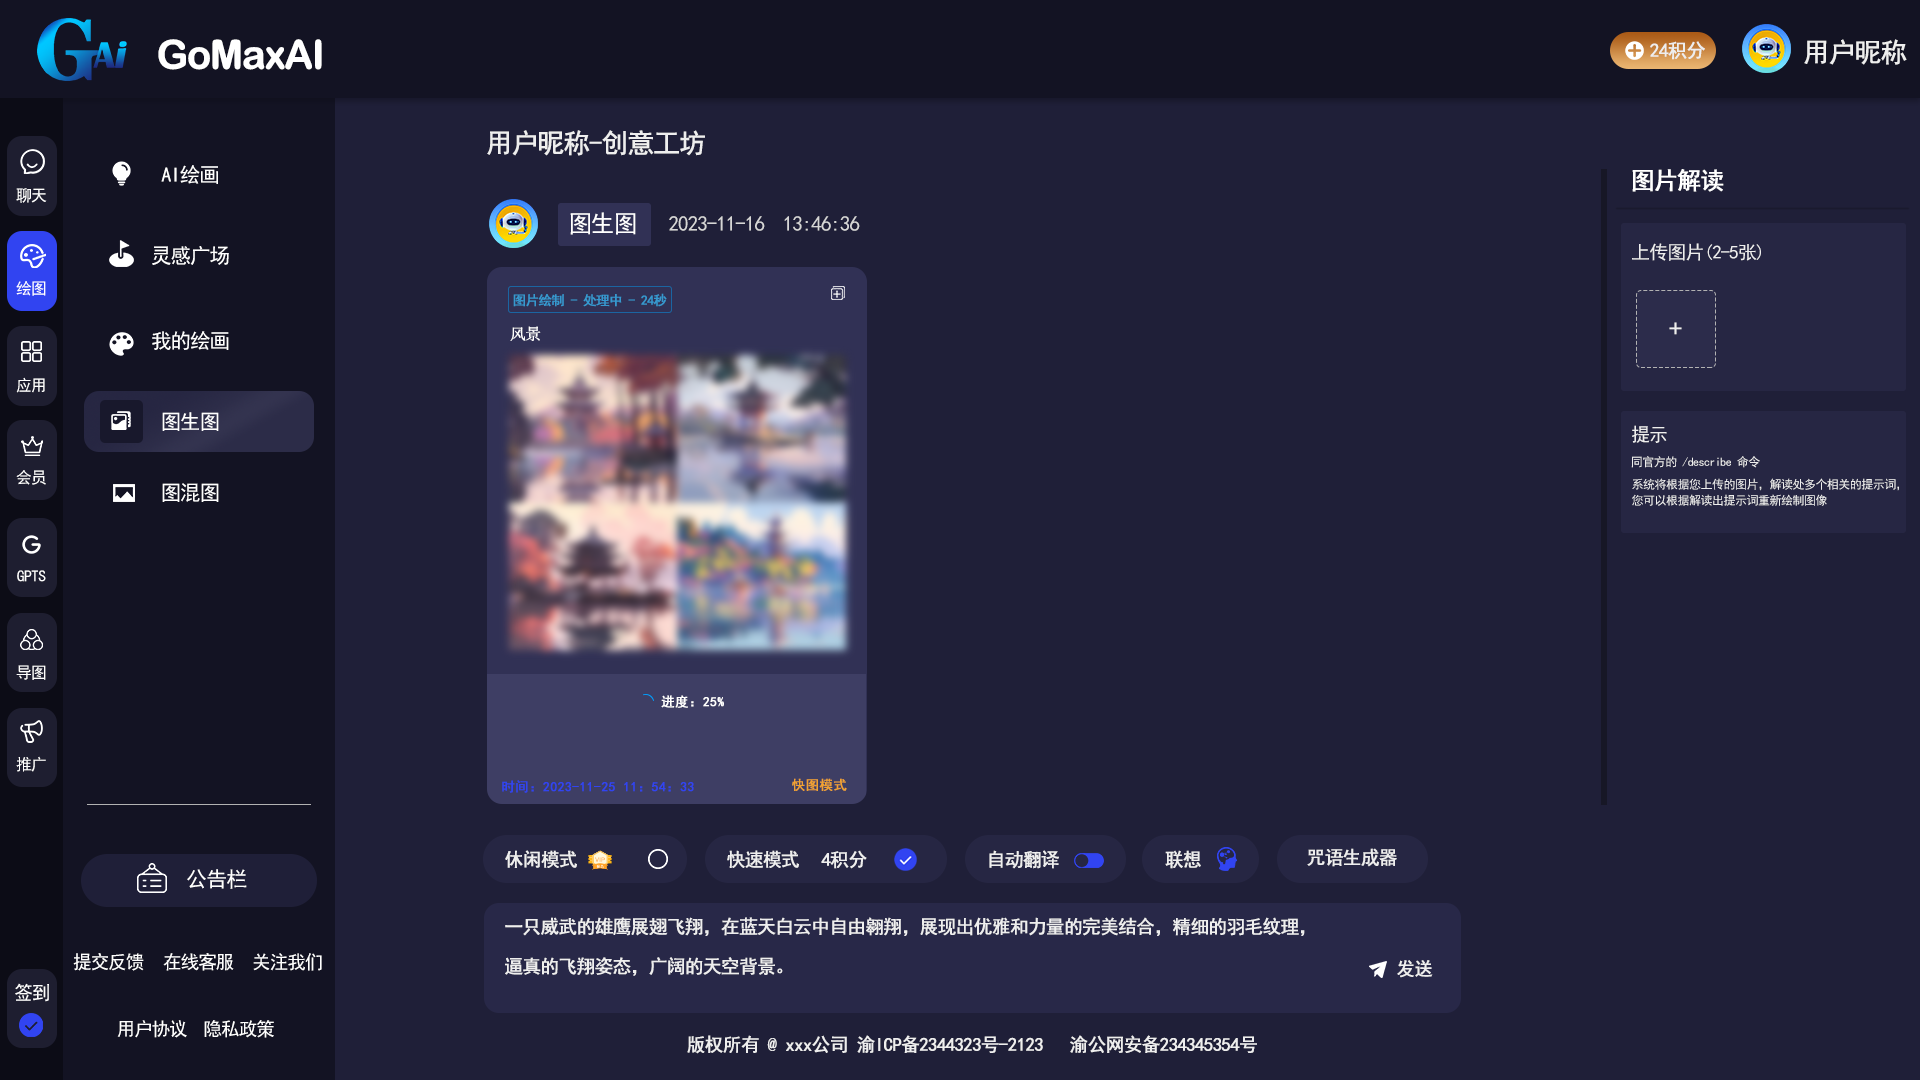 GAi GoMaxAI
24积分
用户昵称
聊天
绘图
应用
会员
GPTS
导图
推广
签到
AI绘画
灵感广场
我的绘画
图生图
图混图
公告栏
提交反馈 在线客服 关注我们
用户协议 隐私政策
用户昵称-创意工坊
图生图 2023-11-16 13:46:36
图片绘制 - 处理中 - 24秒
风景
进度：25%
时间：2023-11-25 11：54：33 快图模式
休闲模式 快速模式 4积分 自动翻译 联想 咒语生成器
一只威武的雄鹰展翅飞翔，在蓝天白云中自由翱翔，展现出优雅和力量的完美结合，精细的羽毛纹理，
逼真的飞翔姿态，广阔的天空背景。
发送
版权所有 @ xxx公司 渝ICP备2344323号-2123 渝公网安备234345354号
图片解读
上传图片(2-5张)
提示
同官方的 /describe 命令
系统将根据您上传的图片，解读处多个相关的提示词，
您可以根据解读出提示词重新绘制图像